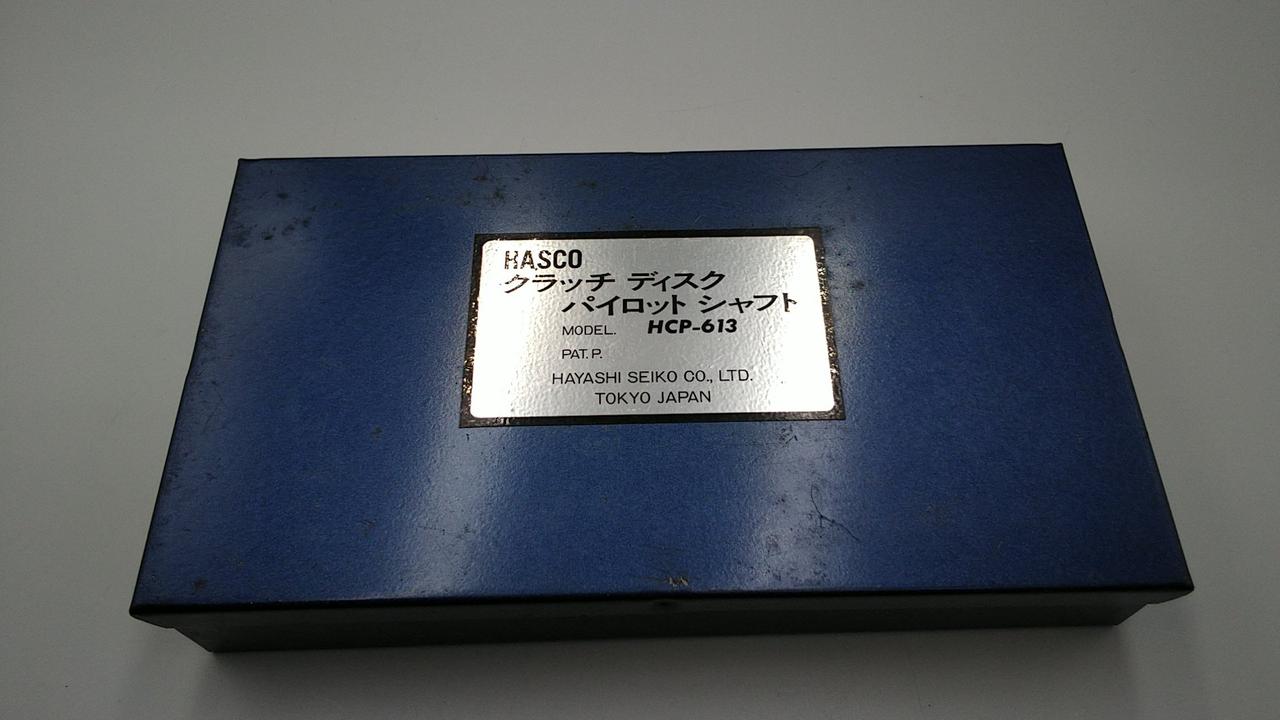 HASCO
クラッチ ディスク
パイロット シャフト
MODEL. HCP-613
PAT. P.
HAYASHI SEIKO CO., LTD.
TOKYO JAPAN